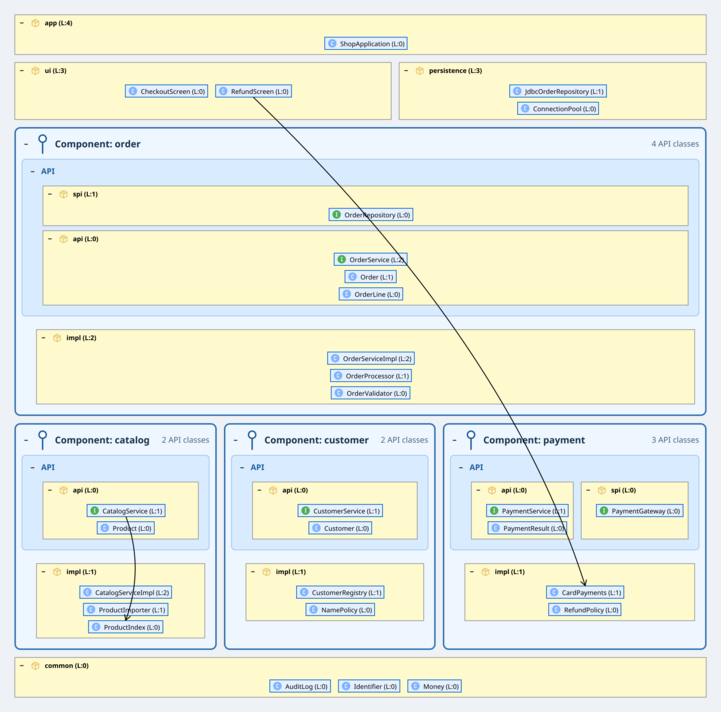 app (L:4)
ShopApplication (L:0)
ui (L:3)
CheckoutScreen (L:0)
RefundScreen (L:0)
persistence (L:3)
JdbcOrderRepository (L:1)
ConnectionPool (L:0)
Component: order
4 API classes
API
spi (L:1)
OrderRepository (L:0)
api (L:0)
OrderService (L:2)
Order (L:1)
OrderLine (L:0)
impl (L:2)
OrderServiceImpl (L:2)
OrderProcessor (L:1)
OrderValidator (L:0)
Component: catalog
2 API classes
API
api (L:0)
CatalogService (L:1)
Product (L:0)
impl (L:1)
CatalogServiceImpl (L:2)
ProductImporter (L:1)
ProductIndex (L:0)
Component: customer
2 API classes
API
api (L:0)
CustomerService (L:1)
Customer (L:0)
impl (L:1)
CustomerRegistry (L:1)
NamePolicy (L:0)
Component: payment
3 API classes
API
api (L:0)
PaymentService (L:1)
PaymentResult (L:0)
spi (L:0)
PaymentGateway (L:0)
impl (L:1)
CardPayments (L:1)
RefundPolicy (L:0)
common (L:0)
AuditLog (L:0)
Identifier (L:0)
Money (L:0)